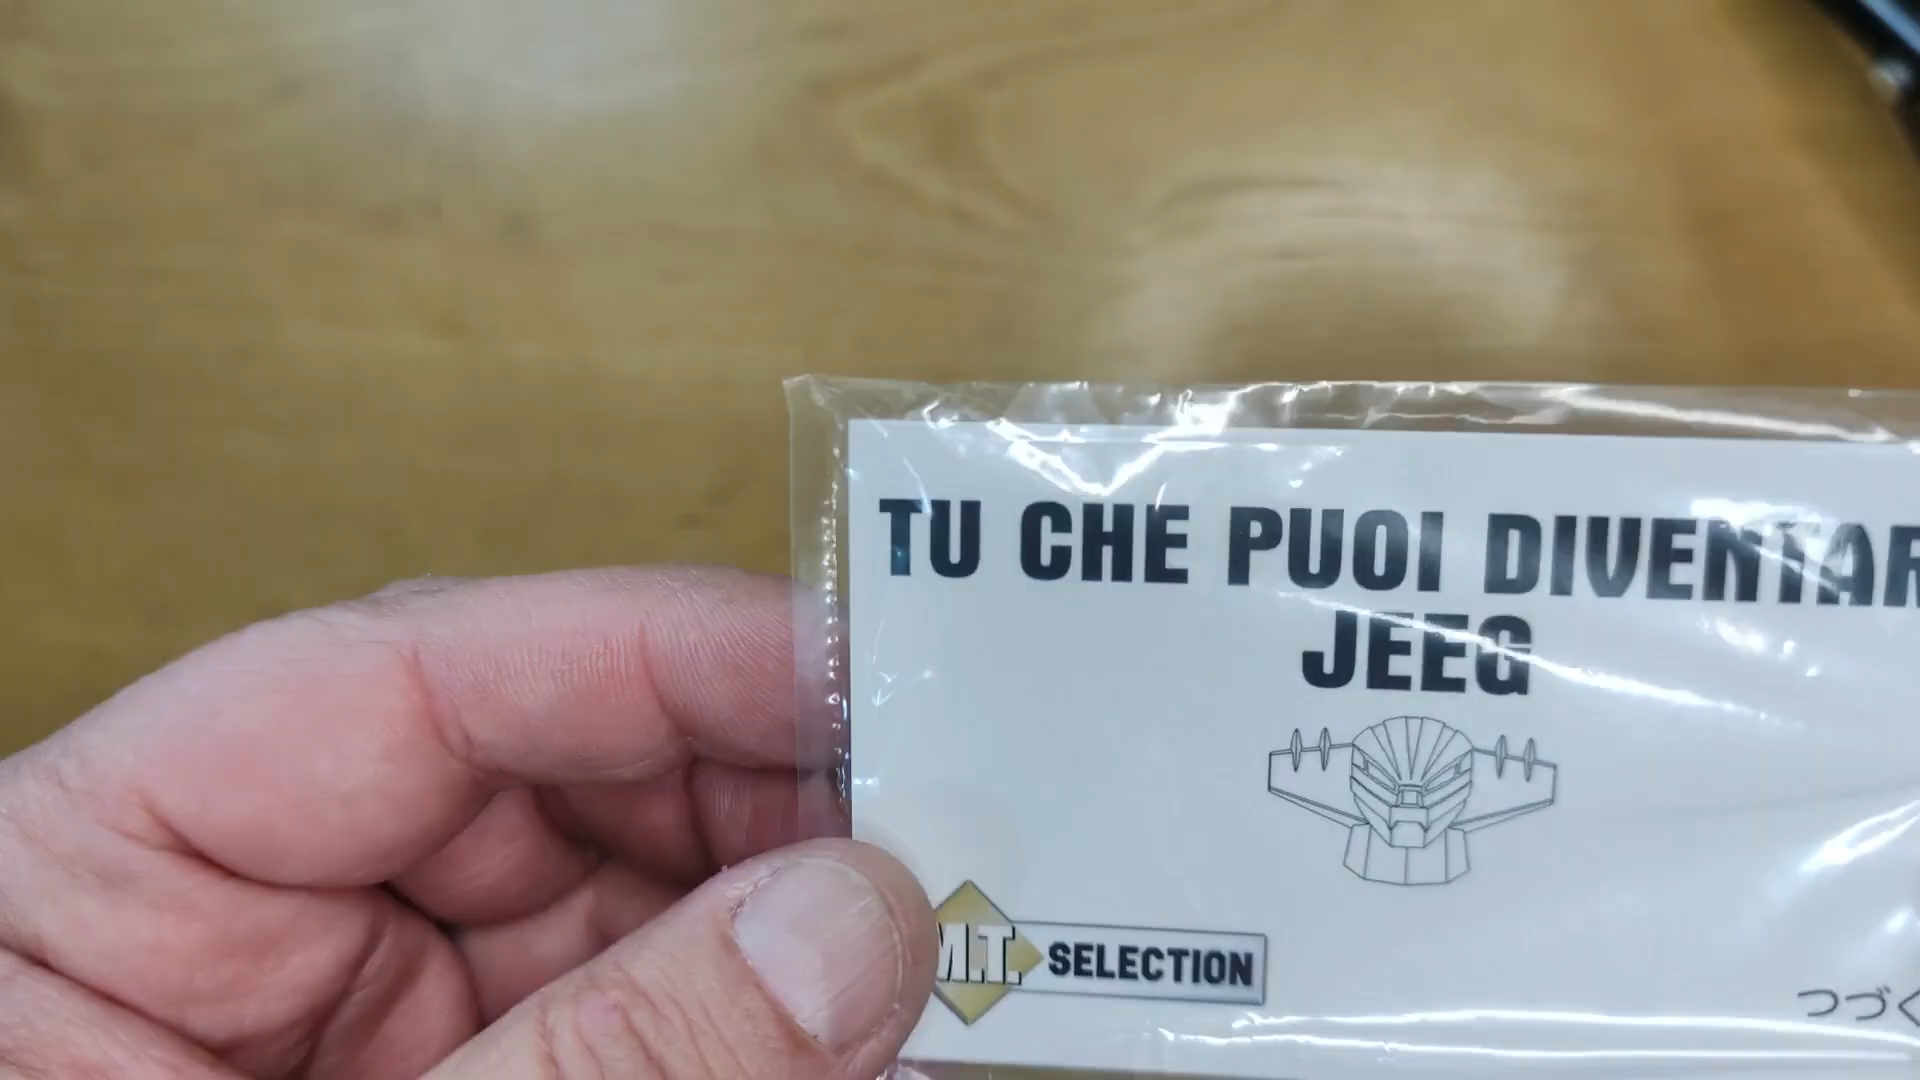 TU CHE PUOI DIVENTAR
JEEG
M.T. SELECTION
つづく